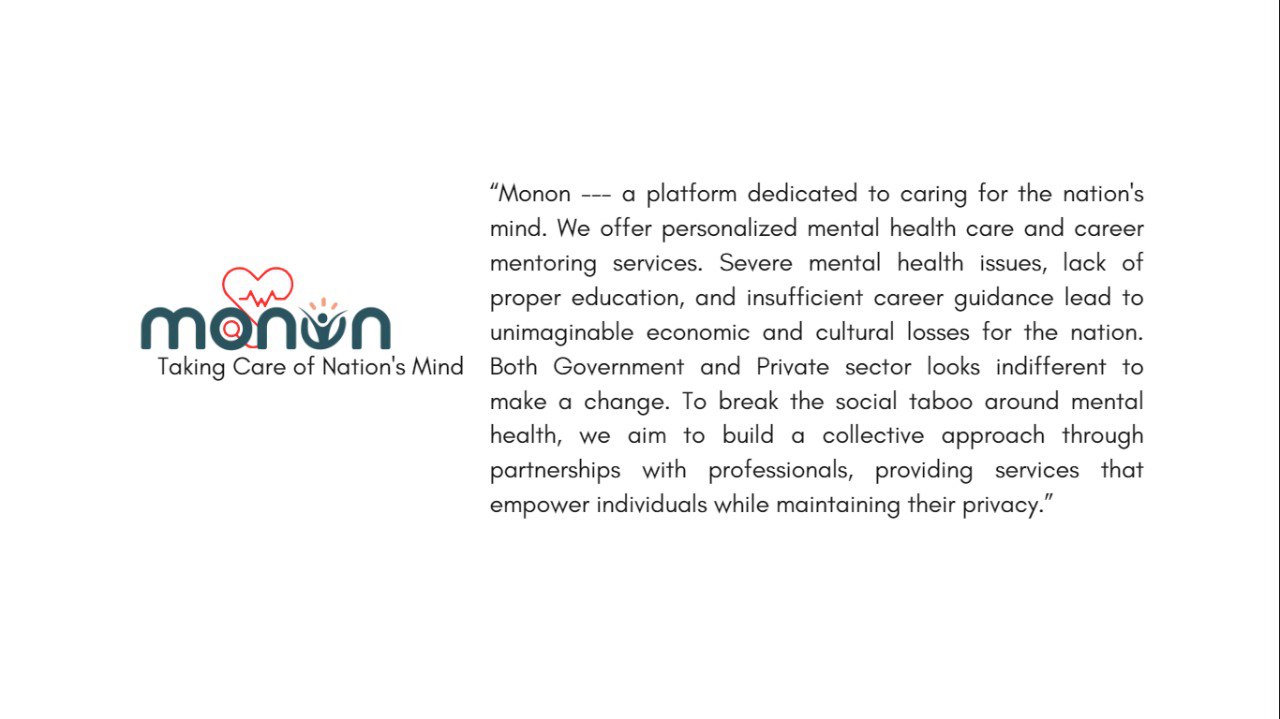 monon
Taking Care of Nation's Mind
“Monon --- a platform dedicated to caring for the nation's
mind. We offer personalized mental health care and career
mentoring services. Severe mental health issues, lack of
proper education, and insufficient career guidance lead to
unimaginable economic and cultural losses for the nation.
Both Government and Private sector looks indifferent to
make a change. To break the social taboo around mental
health, we aim to build a collective approach through
partnerships with professionals, providing services that
empower individuals while maintaining their privacy.”